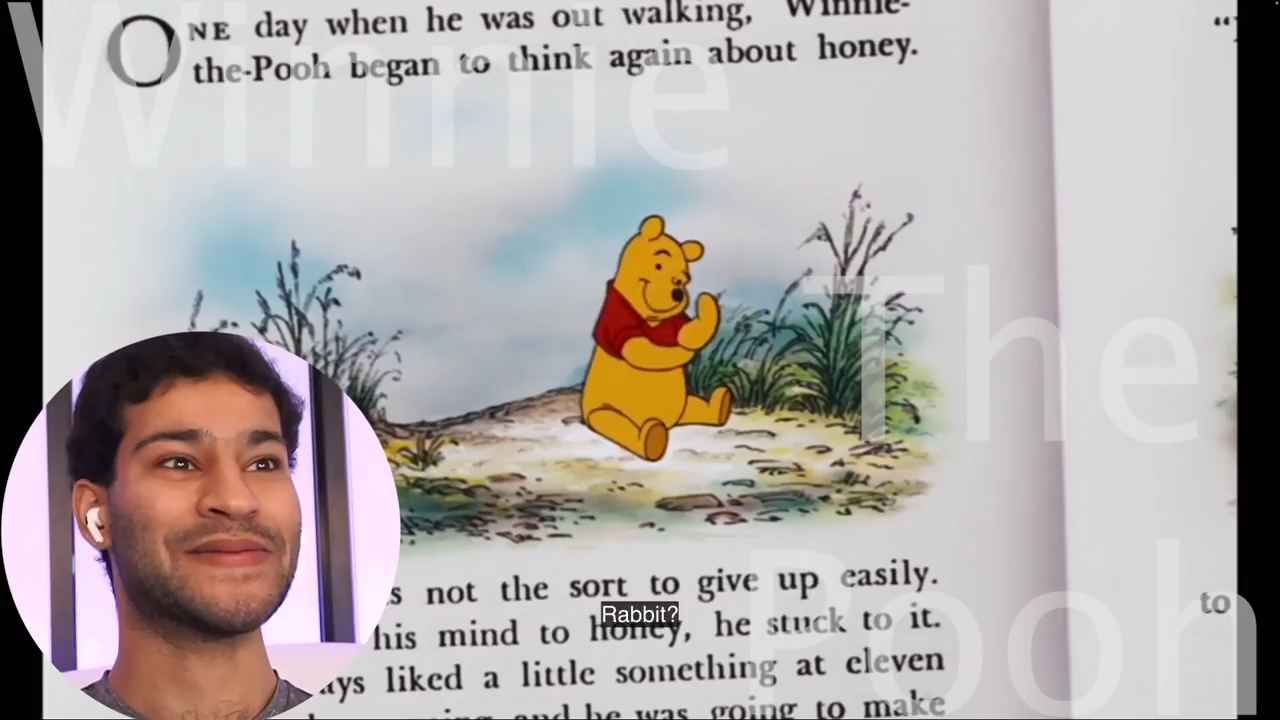 ONE day when he was out walking, Winnie-
the-Pooh began to think again about honey.
Winnie
The
Pooh
s not the sort to give up easily.
Rabbit?
his mind to honey, he stuck to it.
ays liked a little something at eleven
and he was going to make
to